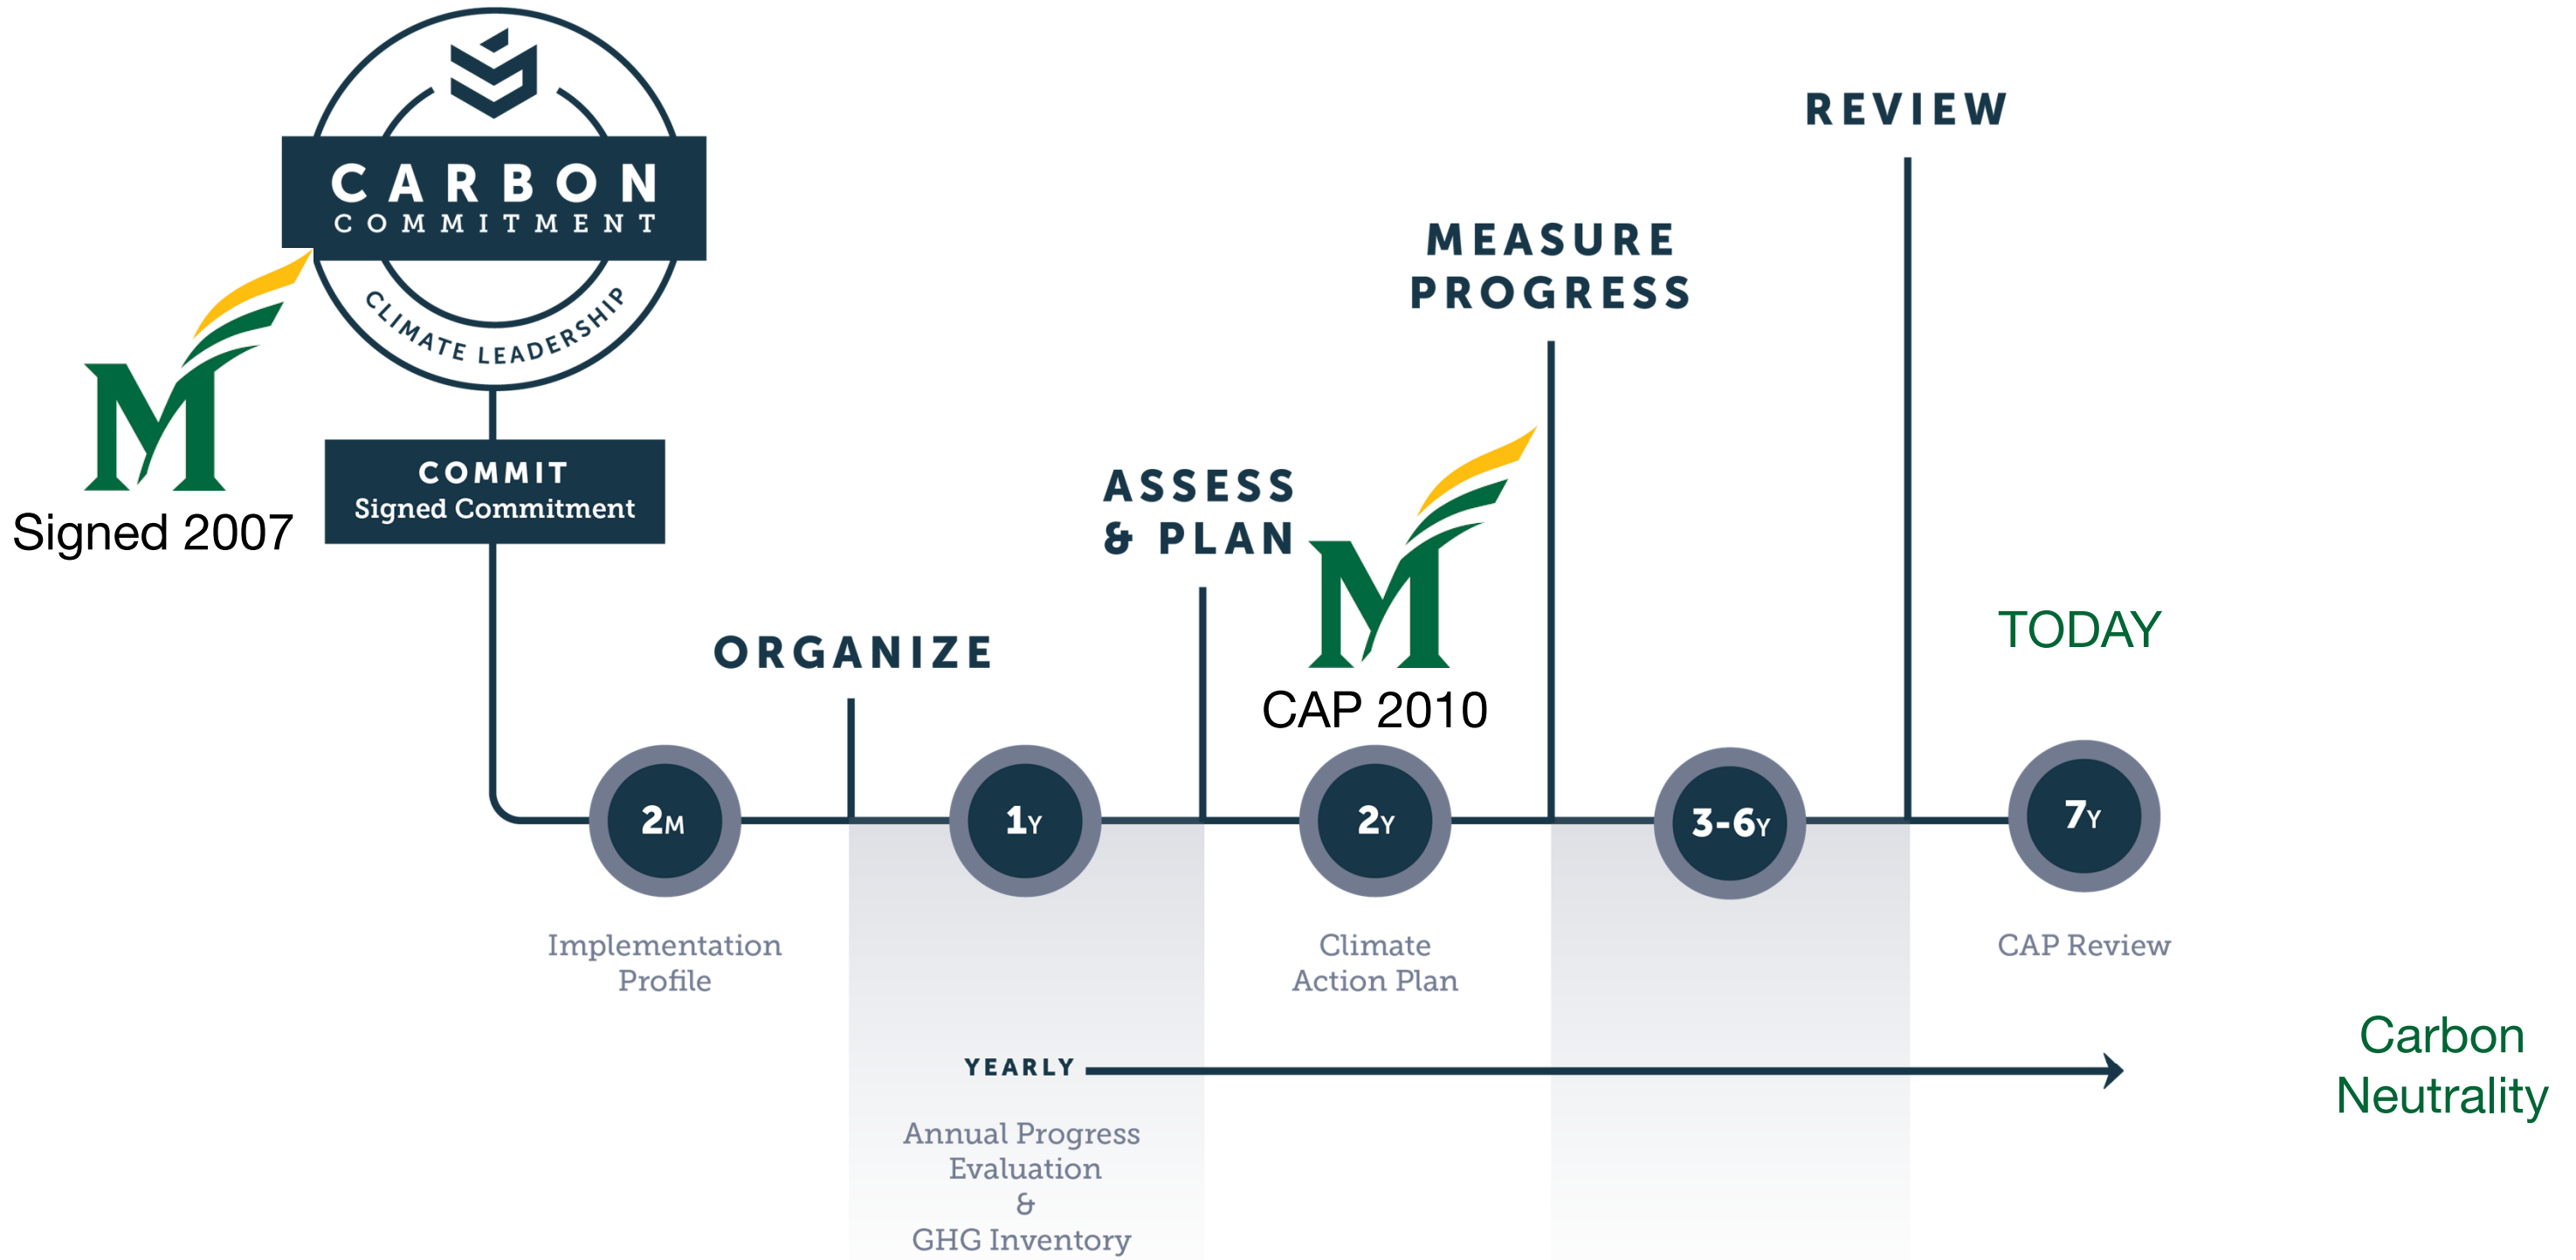 CARBON
COMMITMENT
CLIMATE LEADERSHIP
M
Signed 2007
COMMIT
Signed Commitment
ORGANIZE
ASSESS
& PLAN
M
CAP 2010
MEASURE
PROGRESS
REVIEW
TODAY
2M
1Y
2Y
3-6Y
7Y
Implementation
Profile
Climate
Action Plan
CAP Review
YEARLY
Annual Progress
Evaluation
&
GHG Inventory
Carbon
Neutrality